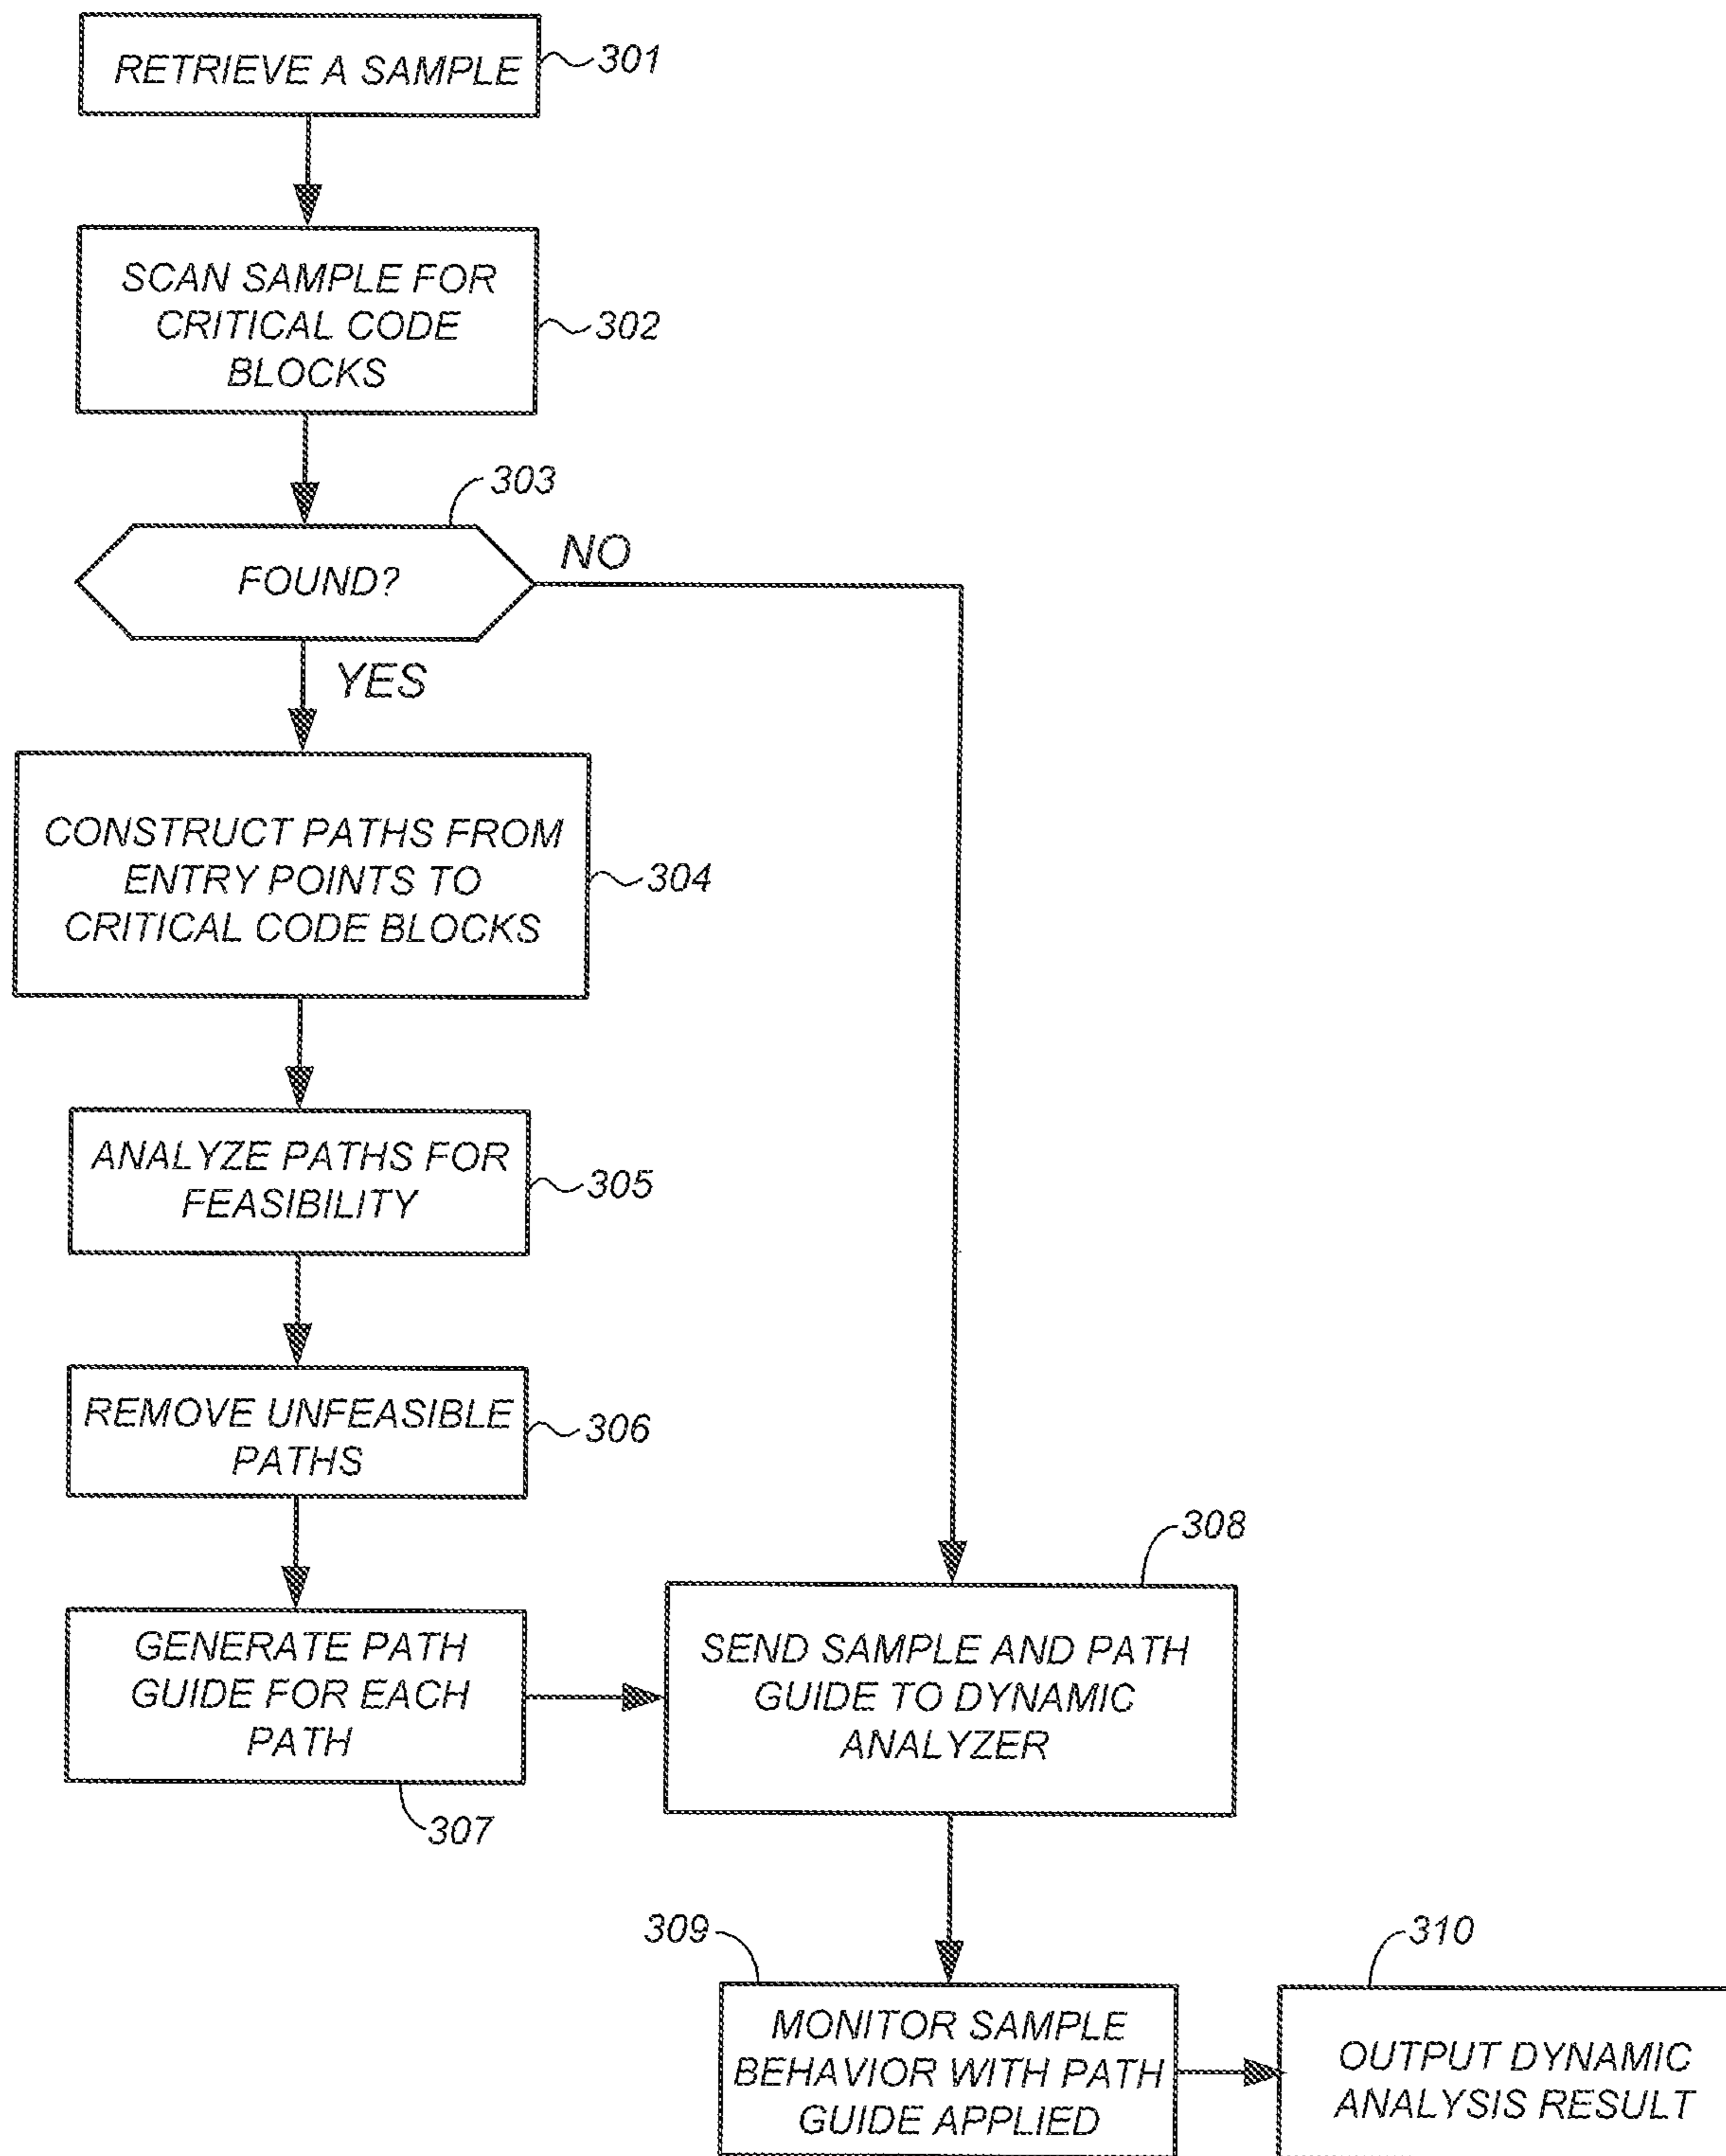 RETRIEVE A SAMPLE
301
SCAN SAMPLE FOR
CRITICAL CODE
BLOCKS
302
303
FOUND?
NO
YES
CONSTRUCT PATHS FROM
ENTRY POINTS TO
CRITICAL CODE BLOCKS
304
ANALYZE PATHS FOR
FEASIBILITY
305
REMOVE UNFEASIBLE
PATHS
306
GENERATE PATH
GUIDE FOR EACH
PATH
307
308
SEND SAMPLE AND PATH
GUIDE TO DYNAMIC
ANALYZER
309
MONITOR SAMPLE
BEHAVIOR WITH PATH
GUIDE APPLIED
310
OUTPUT DYNAMIC
ANALYSIS RESULT